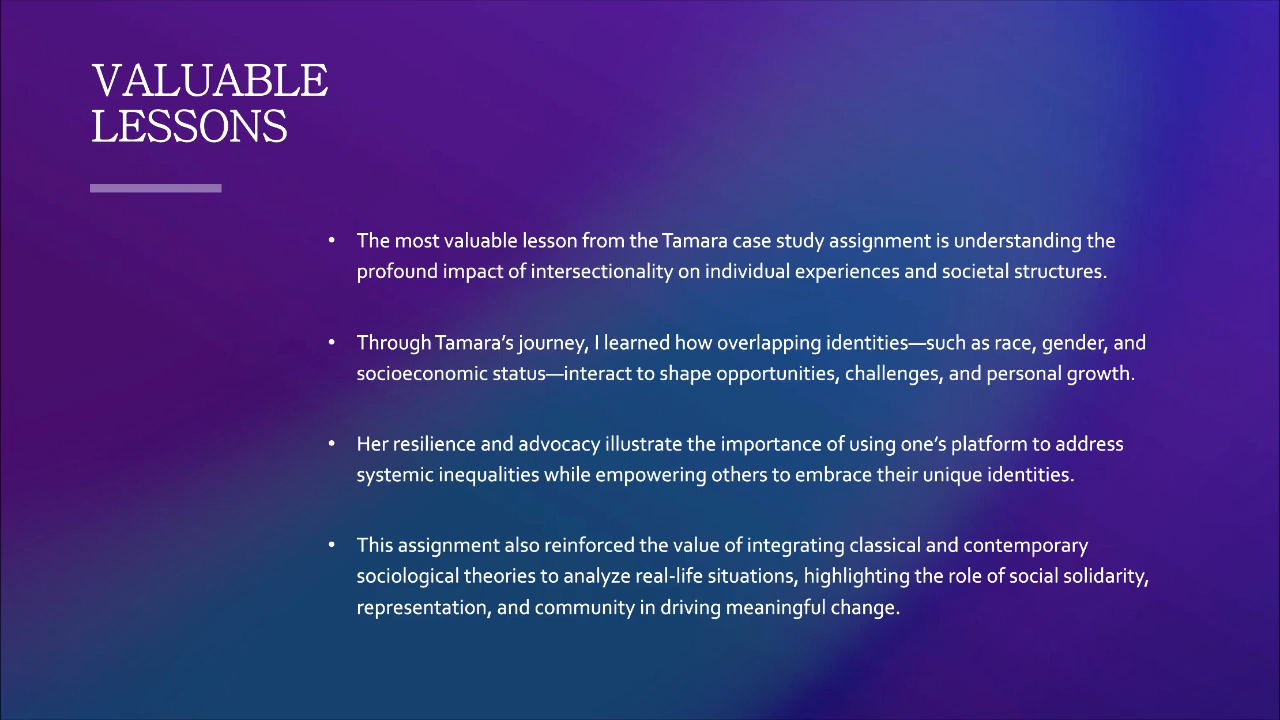 VALUABLE
LESSONS
• The most valuable lesson from the Tamara case study assignment is understanding the
profound impact of intersectionality on individual experiences and societal structures.
• Through Tamara’s journey, I learned how overlapping identities—such as race, gender, and
socioeconomic status—interact to shape opportunities, challenges, and personal growth.
• Her resilience and advocacy illustrate the importance of using one’s platform to address
systemic inequalities while empowering others to embrace their unique identities.
• This assignment also reinforced the value of integrating classical and contemporary
sociological theories to analyze real-life situations, highlighting the role of social solidarity,
representation, and community in driving meaningful change.